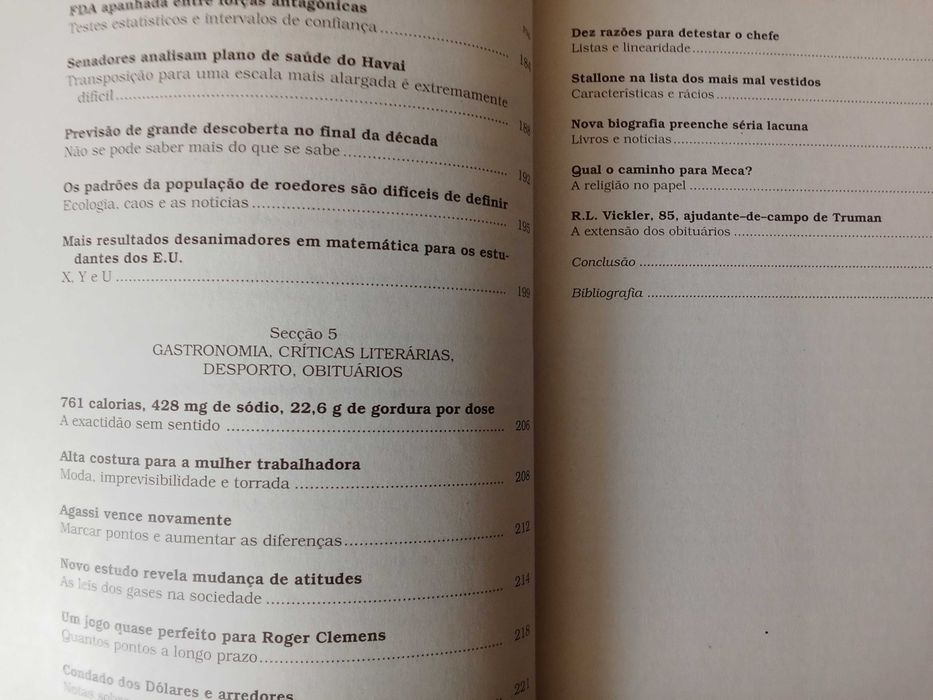 FDA apanhada entre forças antagónicas
Testes estatísticos e intervalos de confiança
Senadores analisam plano de saúde do Havai 184
Transposição para uma escala mais alargada é extremamente
difícil 188
Previsão de grande descoberta no final da década
Não se pode saber mais do que se sabe 192
Os padrões da população de roedores são difíceis de definir
Ecologia, caos e as notícias 195
Mais resultados desanimadores em matemática para os estu-
dantes dos E.U.
X, Y e U 199
Secção 5
GASTRONOMIA, CRÍTICAS LITERÁRIAS,
DESPORTO, OBITUÁRIOS
761 calorias, 428 mg de sódio, 22,6 g de gordura por dose
A exactidão sem sentido 206
Alta costura para a mulher trabalhadora
Moda, imprevisibilidade e torrada 208
Agassi vence novamente
Marcar pontos e aumentar as diferenças 212
Novo estudo revela mudança de atitudes
As leis dos gases na sociedade 214
Um jogo quase perfeito para Roger Clemens
Quantos pontos a longo prazo 218
Condado dos Dólares e arredores
Notas 221
Dez razões para detestar o chefe
Listas e linearidade
Stallone na lista dos mais mal vestidos
Características e rácios
Nova biografia preenche séria lacuna
Livros e notícias
Qual o caminho para Meca?
A religião no papel
R.L. Vickler, 85, ajudante-de-campo de Truman
A extensão dos obituários
Conclusão
Bibliografia